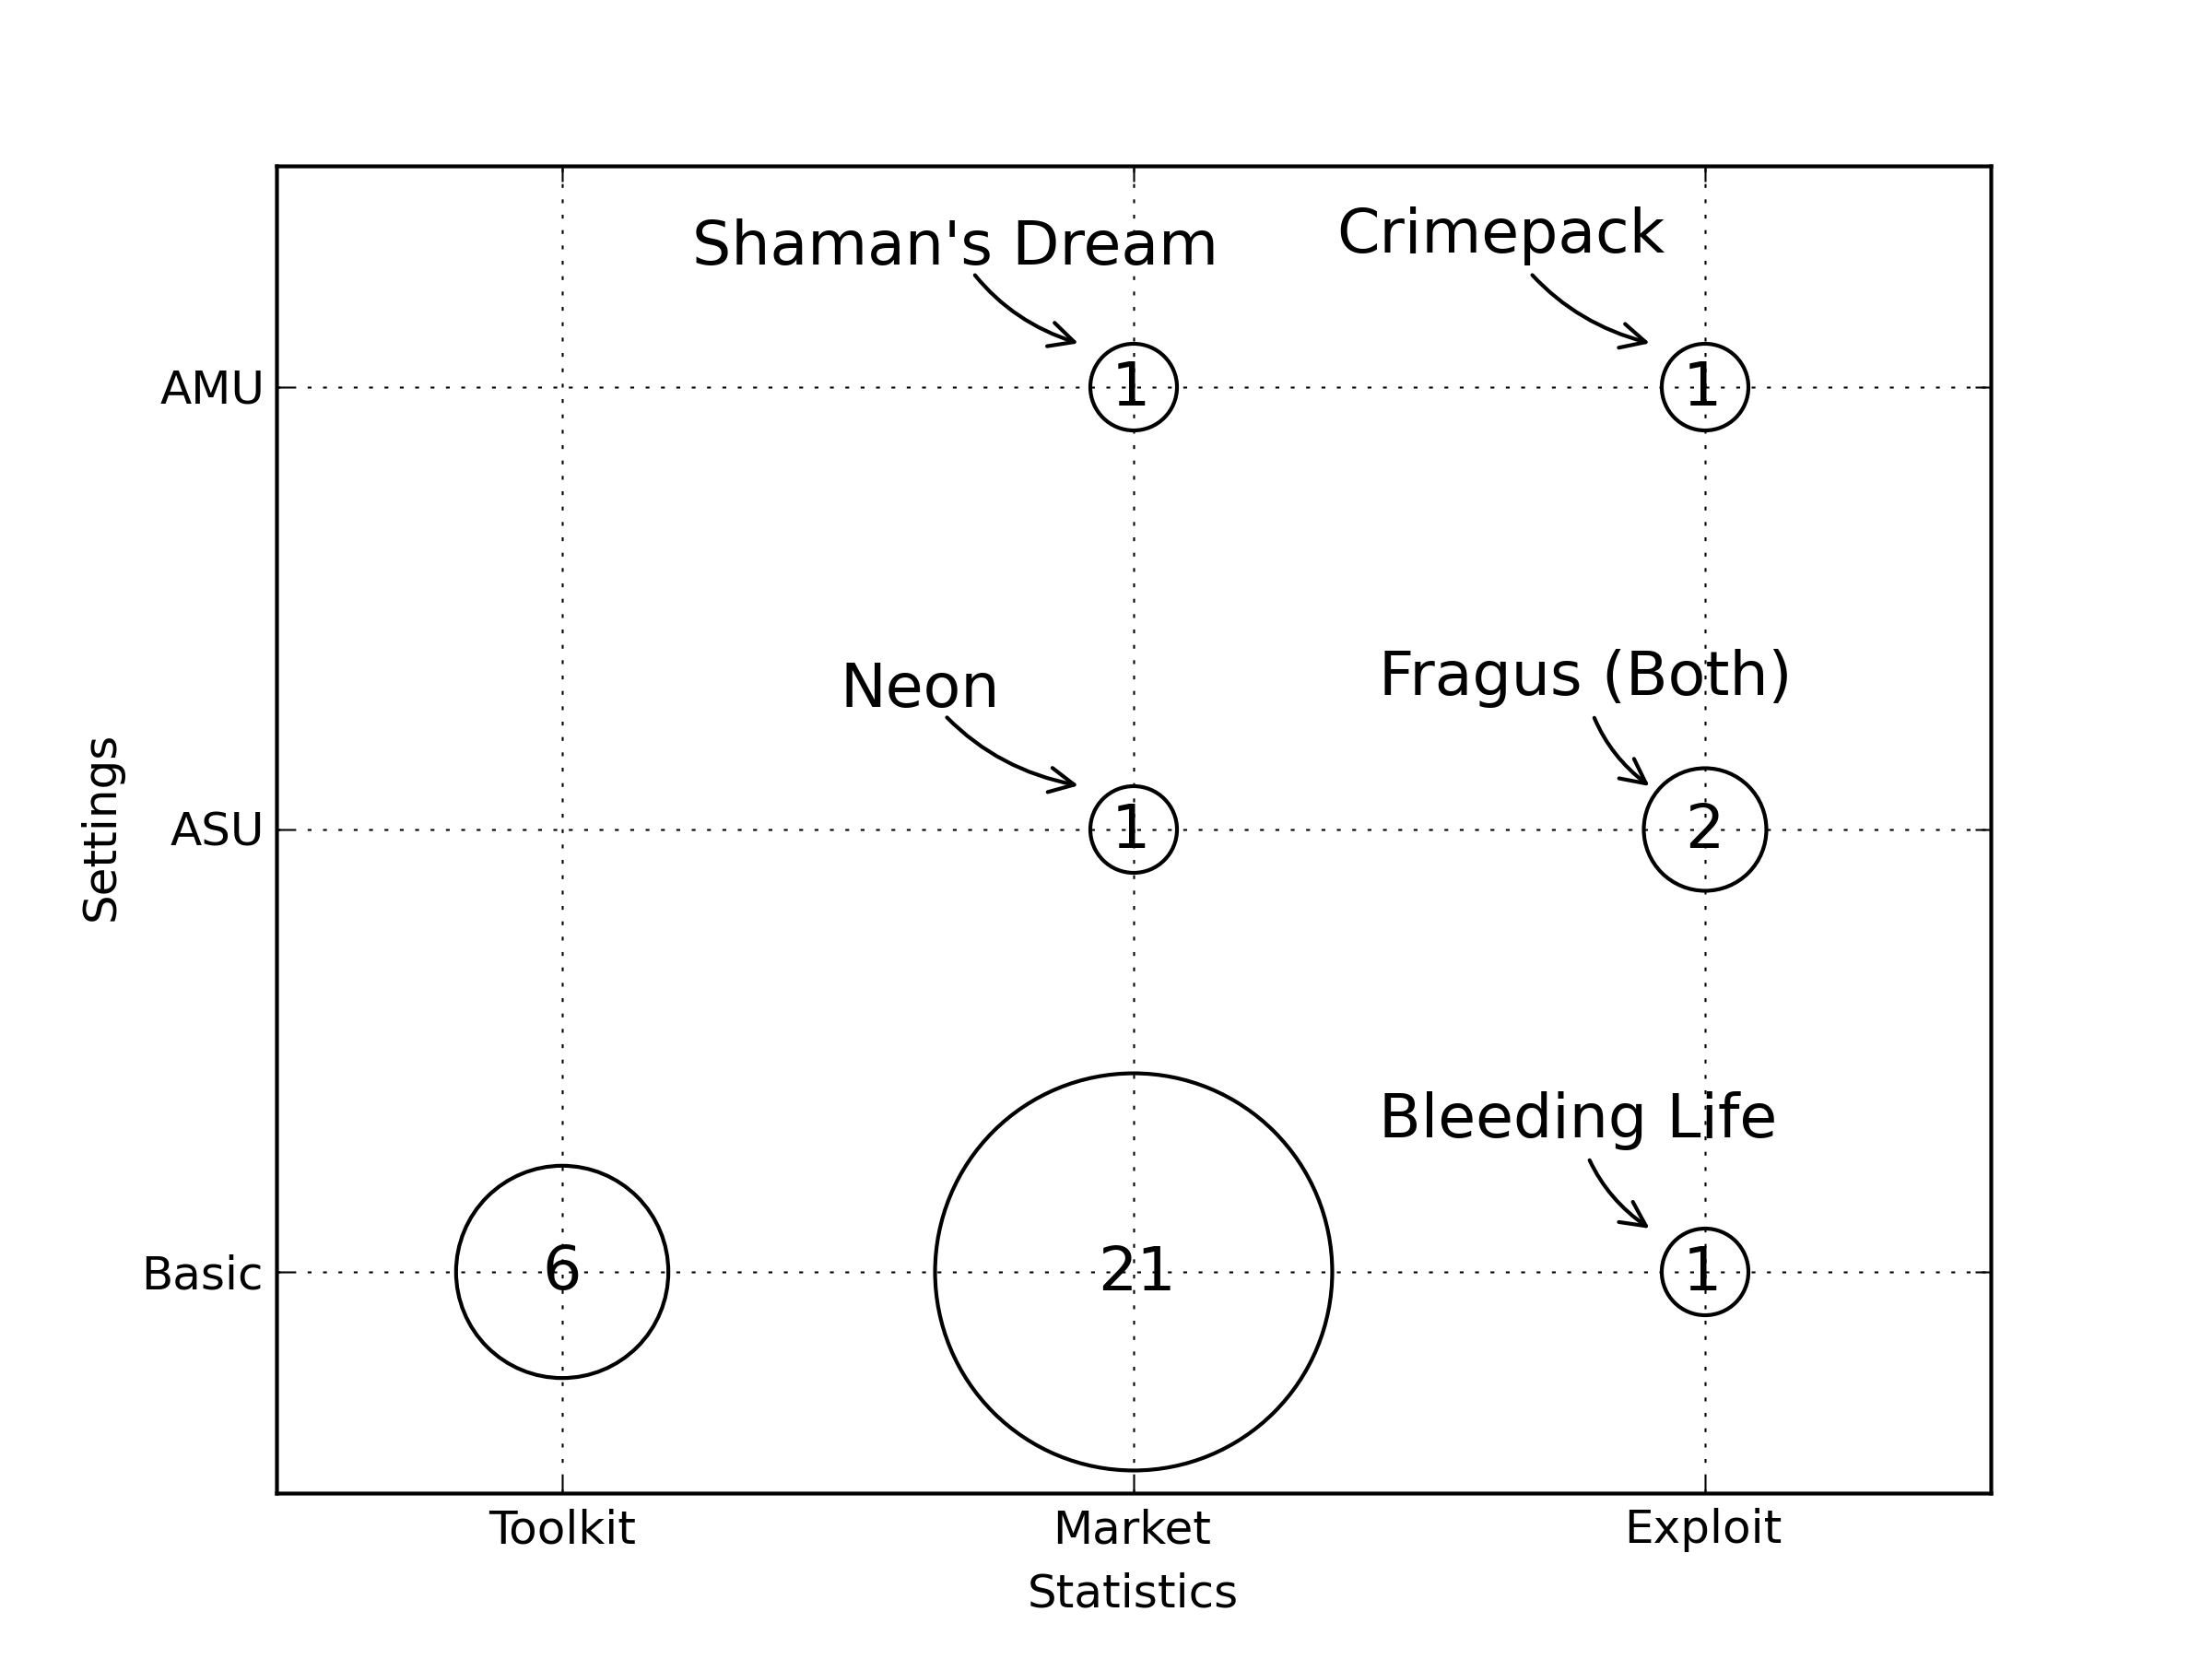 Shaman's Dream
Crimepack
AMU
1
1
Neon
Fragus (Both)
ASU
1
2
Settings
Bleeding Life
Basic
6
21
1
Toolkit
Market
Exploit
Statistics